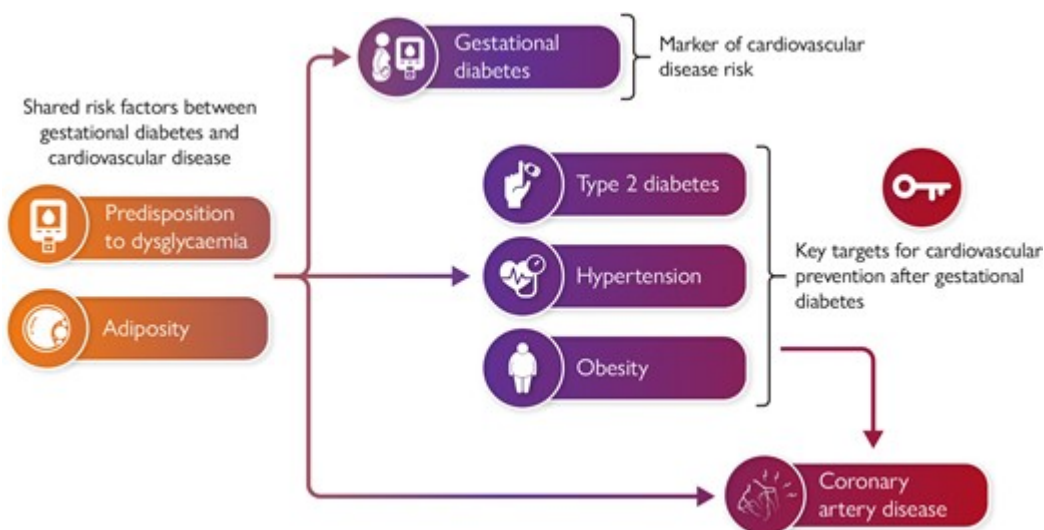 Gestational
diabetes
Marker of cardiovascular
disease risk
Shared risk factors between
gestational diabetes and
cardiovascular disease
Predisposition
to dysglycaemia
Adiposity
Type 2 diabetes
Hypertension
Obesity
Key targets for cardiovascular
prevention after gestational
diabetes
Coronary
artery disease